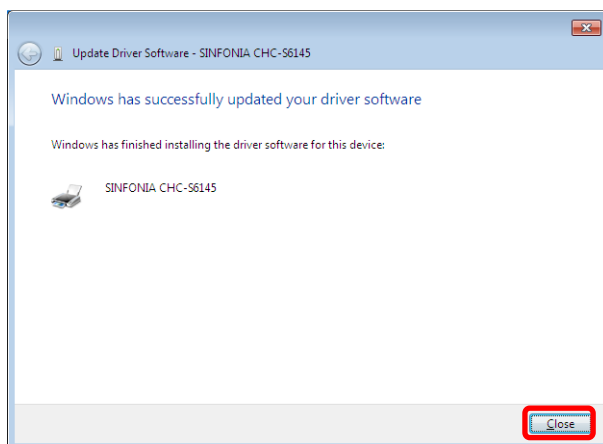 Update Driver Software - SINFONIA CHC-S6145
Windows has successfully updated your driver software
Windows has finished installing the driver software for this device:
SINFONIA CHC-S6145
Close